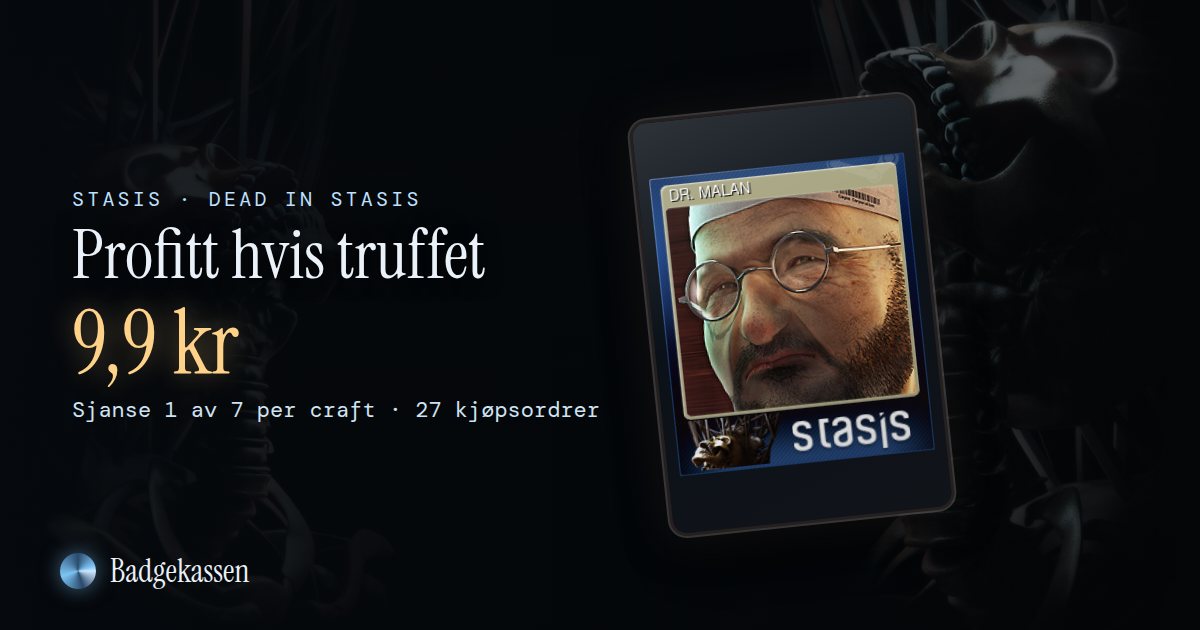 STASIS · DEAD IN STASIS
Profitt hvis truffet
9,9 kr
Sjanse 1 av 7 per craft · 27 kjøpsordrer
DR. MALAN
stasis
Badgekassen